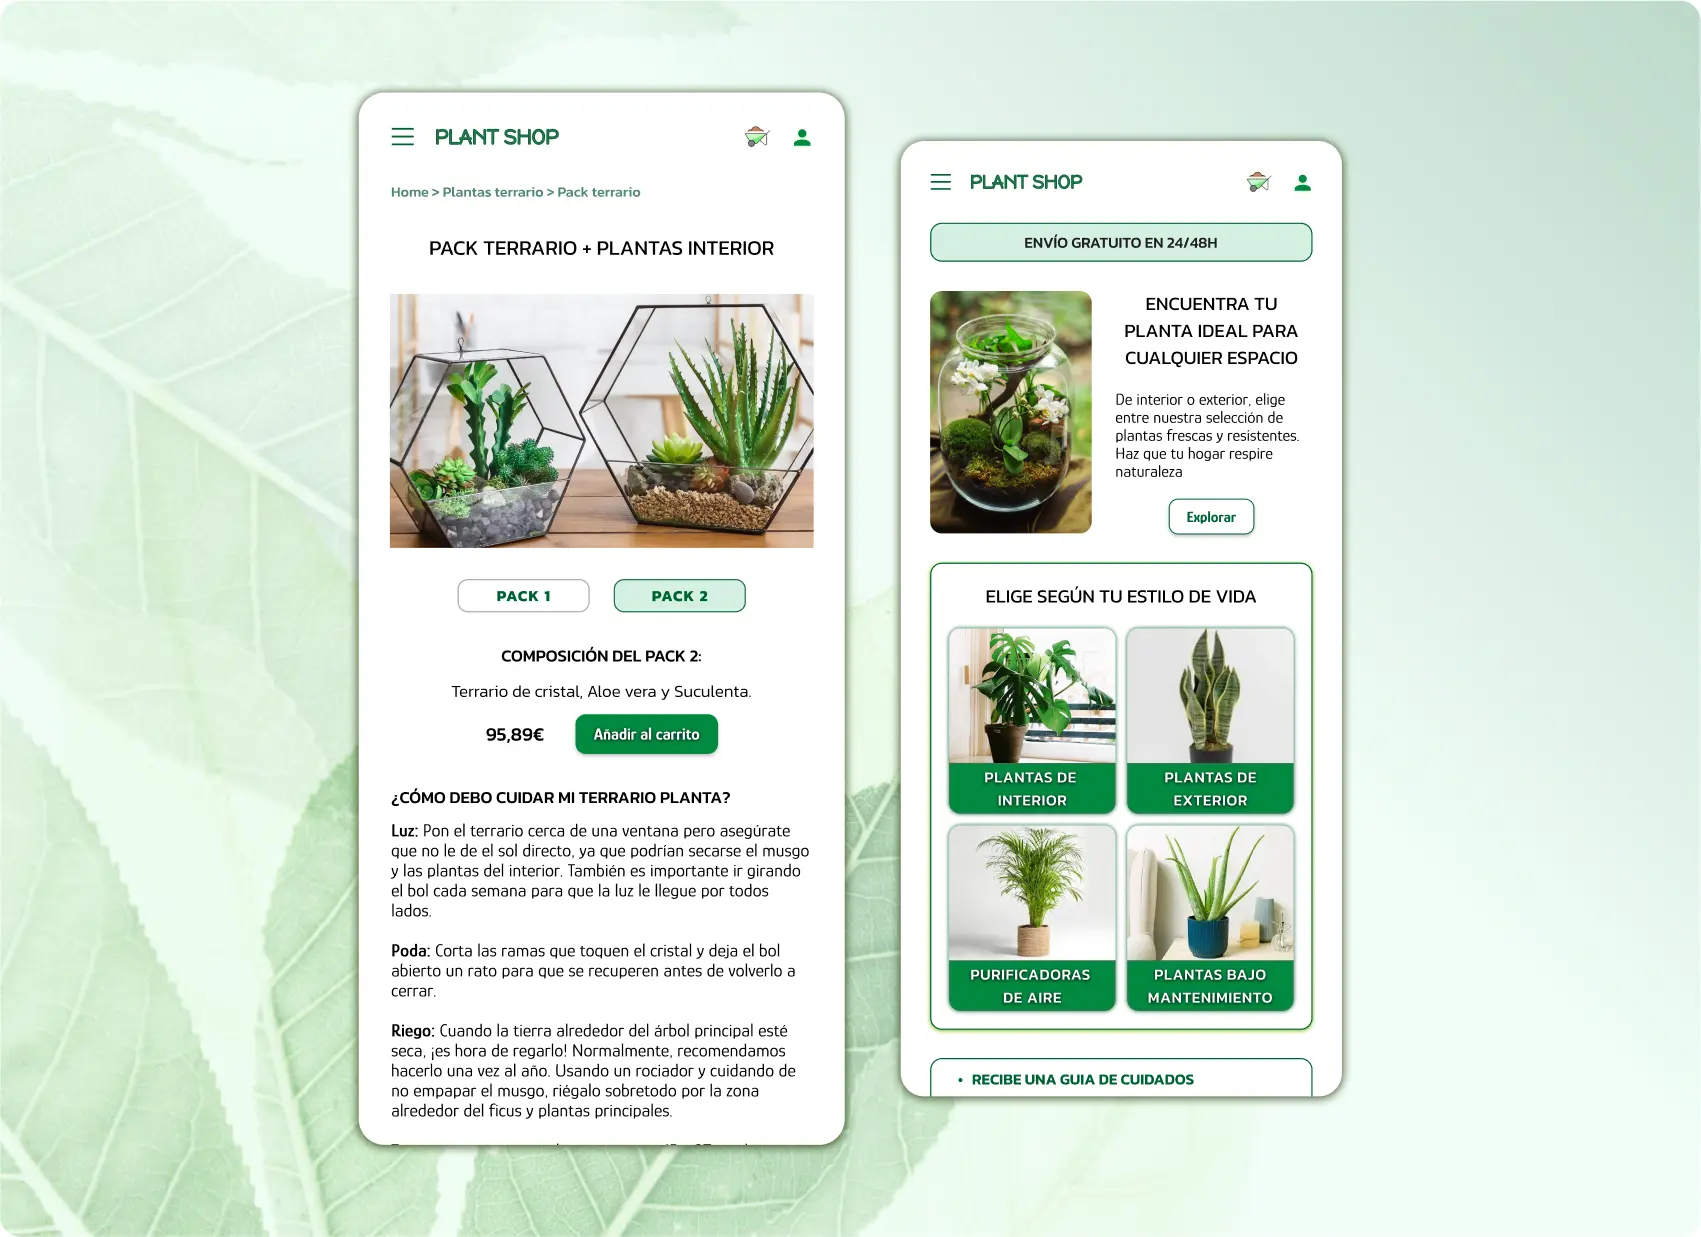 PLANT SHOP
Home > Plantas terrario > Pack terrario
PACK TERRARIO + PLANTAS INTERIOR
PACK 1
PACK 2
COMPOSICIÓN DEL PACK 2:
Terrario de cristal, Aloe vera y Suculenta.
95,89€
Añadir al carrito
¿CÓMO DEBO CUIDAR MI TERRARIO PLANTA?
Luz: Pon el terrario cerca de una ventana pero asegúrate
que no le de el sol directo, ya que podrían secarse el musgo
y las plantas del interior. También es importante ir girando
el bol cada semana para que la luz le llegue por todos
lados.
Poda: Corta las ramas que toquen el cristal y deja el bol
abierto un rato para que se recuperen antes de volverlo a
cerrar.
Riego: Cuando la tierra alrededor del árbol principal esté
seca, ¡es hora de regarlo! Normalmente, recomendamos
hacerlo una vez al año. Usando un rociador y cuidando de
no empapar el musgo, riégalo sobretodo por la zona
alrededor del ficus y plantas principales.
PLANT SHOP
ENVÍO GRATUITO EN 24/48H
ENCUENTRA TU
PLANTA IDEAL PARA
CUALQUIER ESPACIO
De interior o exterior, elige
entre nuestra selección de
plantas frescas y resistentes.
Haz que tu hogar respire
naturaleza
Explorar
ELIGE SEGÚN TU ESTILO DE VIDA
PLANTAS DE
INTERIOR
PLANTAS DE
EXTERIOR
PURIFICADORAS
DE AIRE
PLANTAS BAJO
MANTENIMIENTO
• RECIBE UNA GUIA DE CUIDADOS